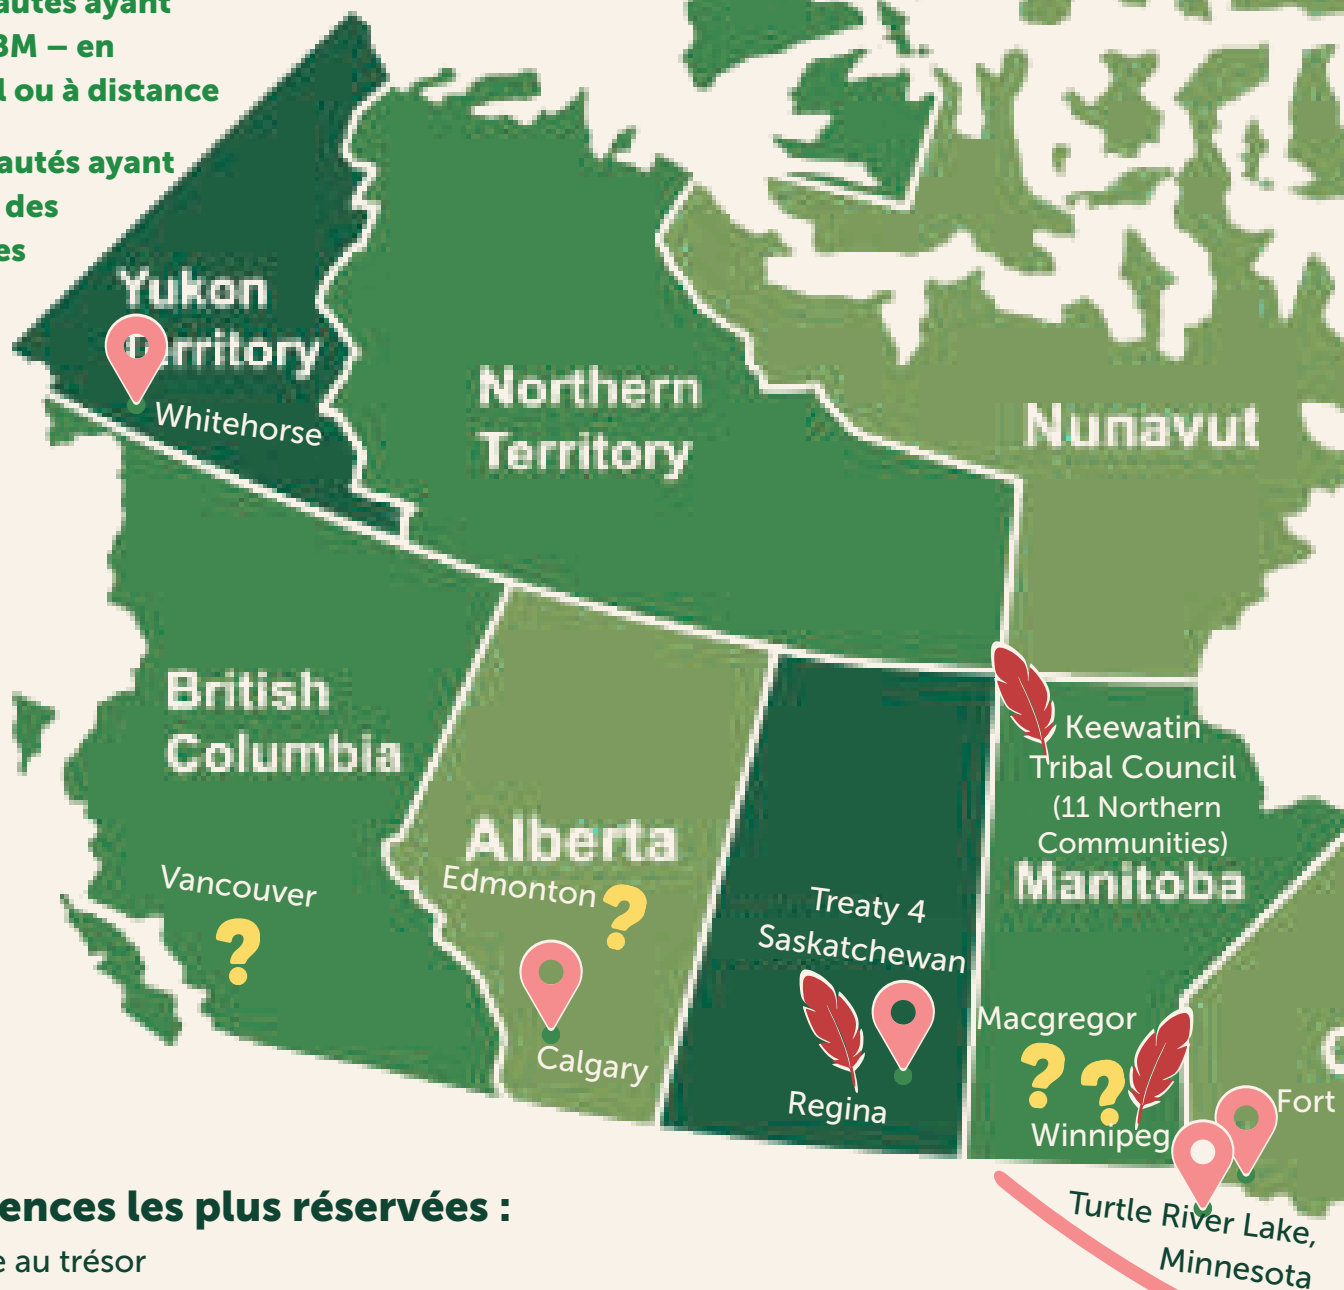 autés ayant
BM – en
l ou à distance
autés ayant
des
es
Yukon
Territory
Whitehorse
Northern
Territory
Nunavut
British
Columbia
Keewatin
Tribal Council
(11 Northern
Communities)
Alberta
Manitoba
Edmonton
Vancouver
Treaty 4
Saskatchewan
Macgregor
Calgary
Regina
Fort
Winnipeg
ences les plus réservées :
Turtle River Lake,
Minnesota
e au trésor